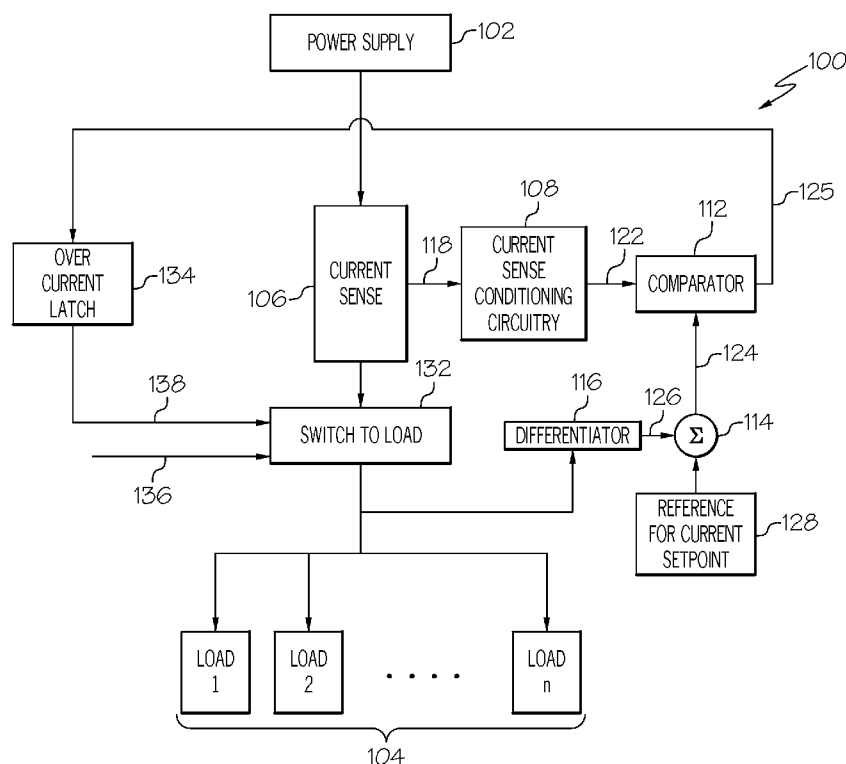 POWER SUPPLY
102
100
125
108
112
OVER
CURRENT
LATCH
134
106
CURRENT
SENSE
118
CURRENT
SENSE
CONDITIONING
CIRCUITRY
122
COMPARATOR
124
138
132
136
SWITCH TO LOAD
116
DIFFERENTIATOR
126
Σ
114
REFERENCE
FOR CURRENT
SETPOINT
128
LOAD
1
LOAD
2
. . . .
LOAD
n
104